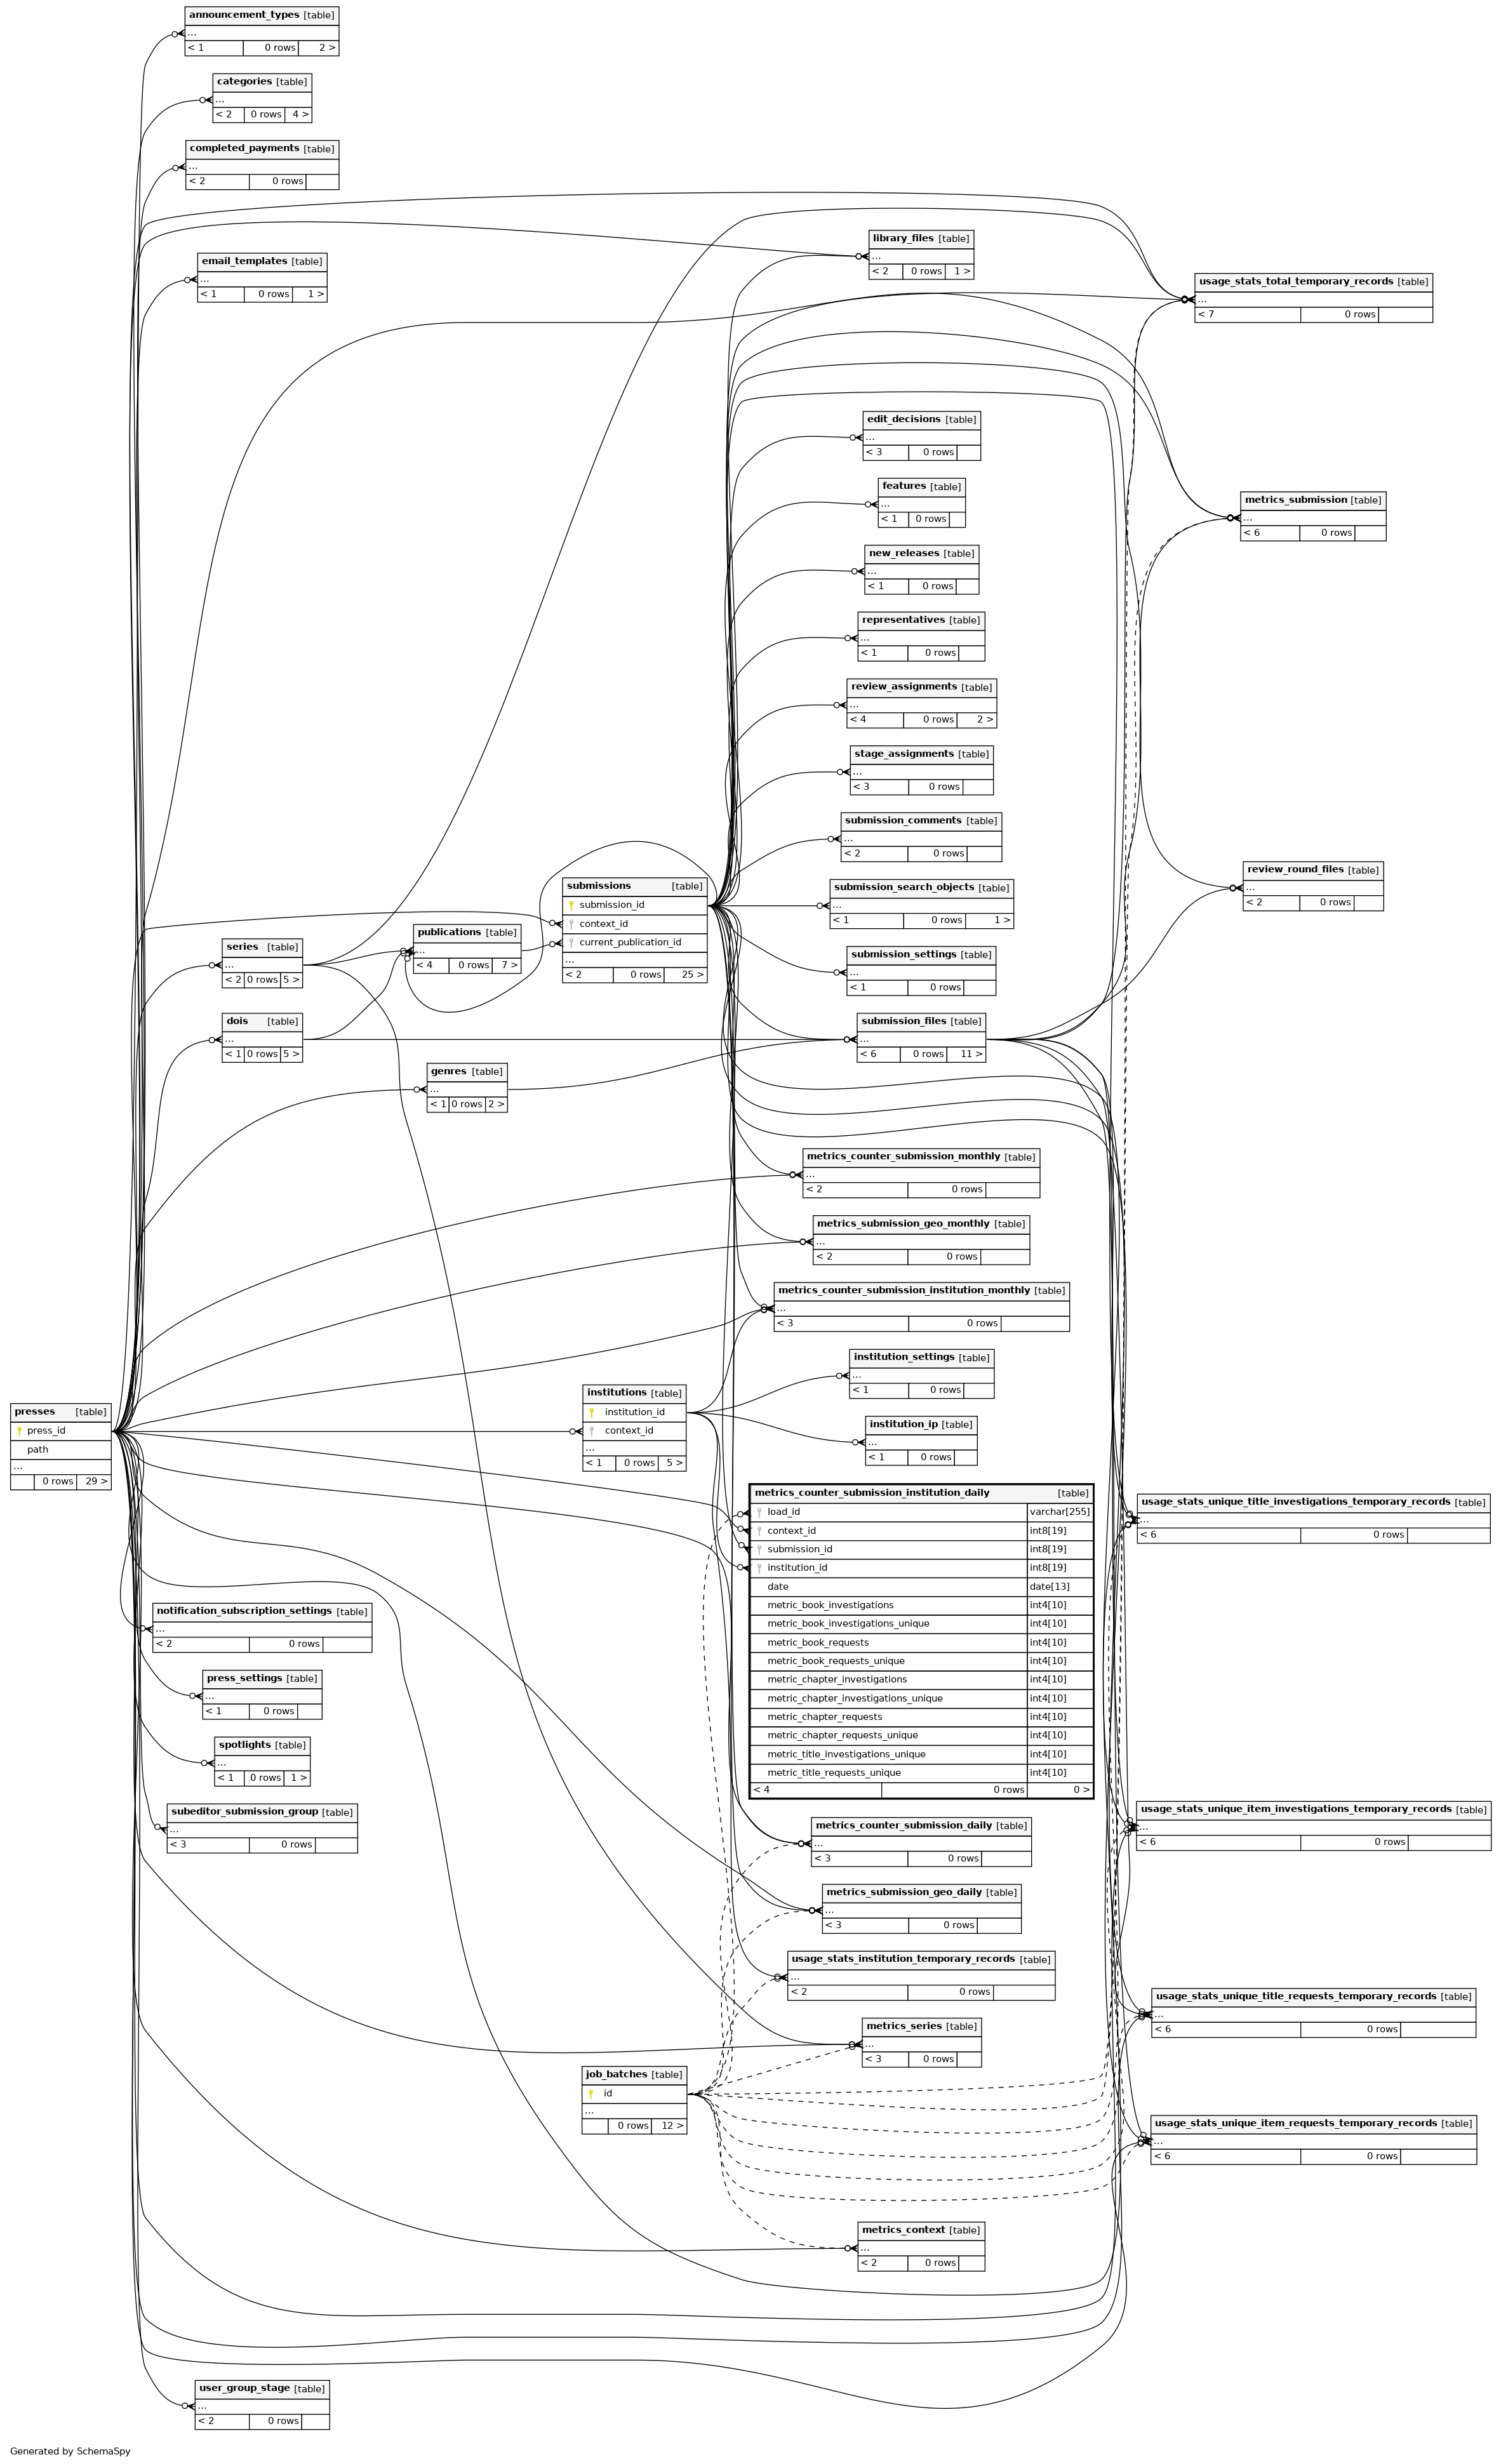 announcement_types [table]
...
< 1 0 rows 2 >
categories [table]
...
< 2 0 rows 4 >
completed_payments [table]
...
< 2 0 rows
email_templates [table]
...
< 1 0 rows 1 >
library_files [table]
...
< 2 0 rows 1 >
usage_stats_total_temporary_records [table]
...
< 7 0 rows
edit_decisions [table]
...
< 3 0 rows
features [table]
...
< 1 0 rows
metrics_submission [table]
...
< 6 0 rows
new_releases [table]
...
< 1 0 rows
representatives [table]
...
< 1 0 rows
review_assignments [table]
...
< 4 0 rows 2 >
stage_assignments [table]
...
< 3 0 rows
submission_comments [table]
...
< 2 0 rows
review_round_files [table]
...
< 2 0 rows
submissions [table]
submission_id
context_id
current_publication_id
...
< 2 0 rows 25 >
submission_search_objects [table]
...
< 1 0 rows 1 >
publications [table]
...
< 4 0 rows 7 >
series [table]
...
< 2 0 rows 5 >
submission_settings [table]
...
< 1 0 rows
dois [table]
...
< 1 0 rows 5 >
submission_files [table]
...
< 6 0 rows 11 >
genres [table]
...
< 1 0 rows 2 >
metrics_counter_submission_monthly [table]
...
< 2 0 rows
metrics_submission_geo_monthly [table]
...
< 2 0 rows
metrics_counter_submission_institution_monthly [table]
...
< 3 0 rows
institution_settings [table]
...
< 1 0 rows
presses [table]
press_id
path
...
0 rows 29 >
institutions [table]
institution_id
context_id
...
< 1 0 rows 5 >
institution_ip [table]
...
< 1 0 rows
metrics_counter_submission_institution_daily [table]
load_id varchar[255]
context_id int8[19]
submission_id int8[19]
institution_id int8[19]
date date[13]
metric_book_investigations int4[10]
metric_book_investigations_unique int4[10]
metric_book_requests int4[10]
metric_book_requests_unique int4[10]
metric_chapter_investigations int4[10]
metric_chapter_investigations_unique int4[10]
metric_chapter_requests int4[10]
metric_chapter_requests_unique int4[10]
metric_title_investigations_unique int4[10]
metric_title_requests_unique int4[10]
< 4 0 rows 0 >
usage_stats_unique_title_investigations_temporary_records [table]
...
< 6 0 rows
notification_subscription_settings [table]
...
< 2 0 rows
press_settings [table]
...
< 1 0 rows
spotlights [table]
...
< 1 0 rows 1 >
subeditor_submission_group [table]
...
< 3 0 rows
usage_stats_unique_item_investigations_temporary_records [table]
...
< 6 0 rows
metrics_counter_submission_daily [table]
...
< 3 0 rows
metrics_submission_geo_daily [table]
...
< 3 0 rows
usage_stats_institution_temporary_records [table]
...
< 2 0 rows
usage_stats_unique_title_requests_temporary_records [table]
...
< 6 0 rows
metrics_series [table]
...
< 3 0 rows
job_batches [table]
id
...
0 rows 12 >
usage_stats_unique_item_requests_temporary_records [table]
...
< 6 0 rows
metrics_context [table]
...
< 2 0 rows
user_group_stage [table]
...
< 2 0 rows
Generated by SchemaSpy